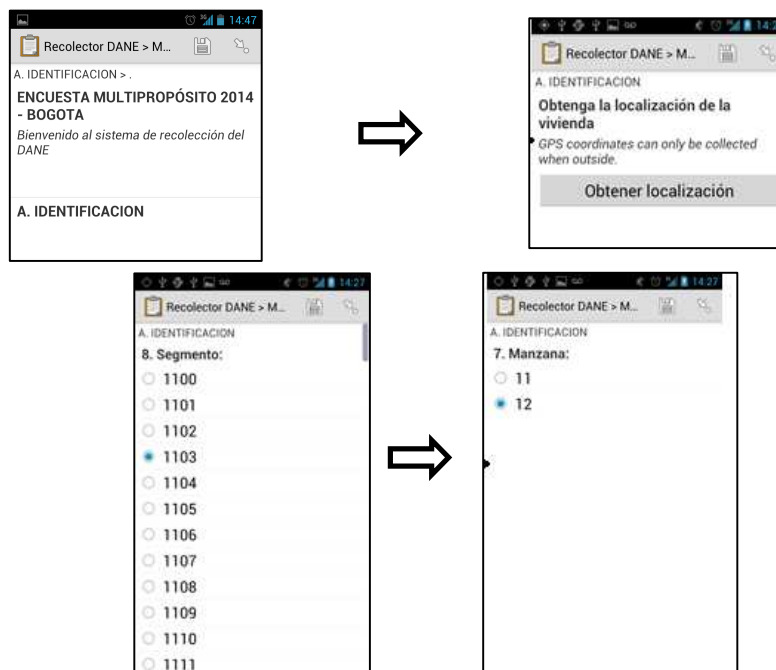 14:47
Recolector DANE > M...
A. IDENTIFICACION > .
ENCUESTA MULTIPROPÓSITO 2014
- BOGOTA
Bienvenido al sistema de recolección del
DANE
A. IDENTIFICACION
Recolector DANE > M...
A. IDENTIFICACION
Obtenga la localización de la
vivienda
GPS coordinates can only be collected
when outside.
Obtener localización
14:27
Recolector DANE > M...
A. IDENTIFICACION
8. Segmento:
1100
1101
1102
1103
1104
1105
1106
1107
1108
1109
1110
1111
14:27
Recolector DANE > M...
A. IDENTIFICACION
7. Manzana:
11
12